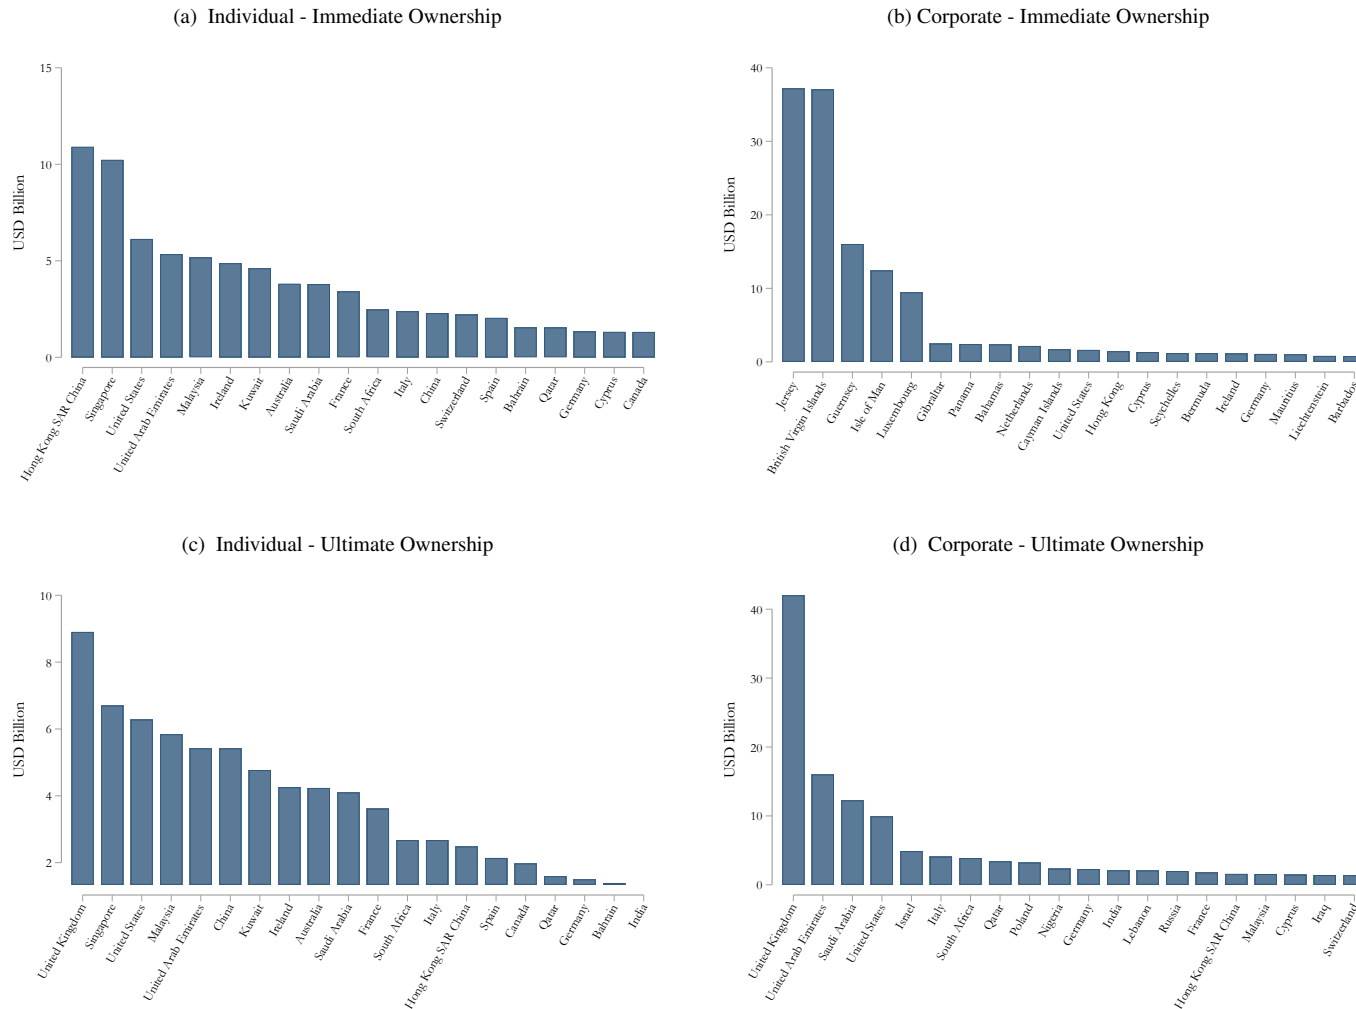 (a) Individual - Immediate Ownership
USD Billion
15
10
5
0
Hong Kong SAR China
Singapore
United States
United Arab Emirates
Malaysia
Ireland
Kuwait
Australia
Saudi Arabia
France
South Africa
Italy
China
Switzerland
Spain
Bahrain
Qatar
Germany
Cyprus
Canada
(b) Corporate - Immediate Ownership
USD Billion
40
30
20
10
0
Jersey
British Virgin Islands
Guernsey
Isle of Man
Luxembourg
Gibraltar
Panama
Bahamas
Netherlands
Cayman Islands
United States
Hong Kong
Cyprus
Seychelles
Bermuda
Ireland
Germany
Mauritius
Liechtenstein
Barbados
(c) Individual - Ultimate Ownership
USD Billion
10
8
6
4
2
United Kingdom
Singapore
United States
Malaysia
United Arab Emirates
China
Kuwait
Ireland
Australia
Saudi Arabia
France
South Africa
Italy
Hong Kong SAR China
Spain
Canada
Qatar
Germany
Bahrain
India
(d) Corporate - Ultimate Ownership
USD Billion
40
30
20
10
0
United Kingdom
United Arab Emirates
Saudi Arabia
United States
Israel
Italy
South Africa
Qatar
Poland
Nigeria
Germany
India
Lebanon
Russia
France
Hong Kong SAR China
Malaysia
Cyprus
Iraq
Switzerland